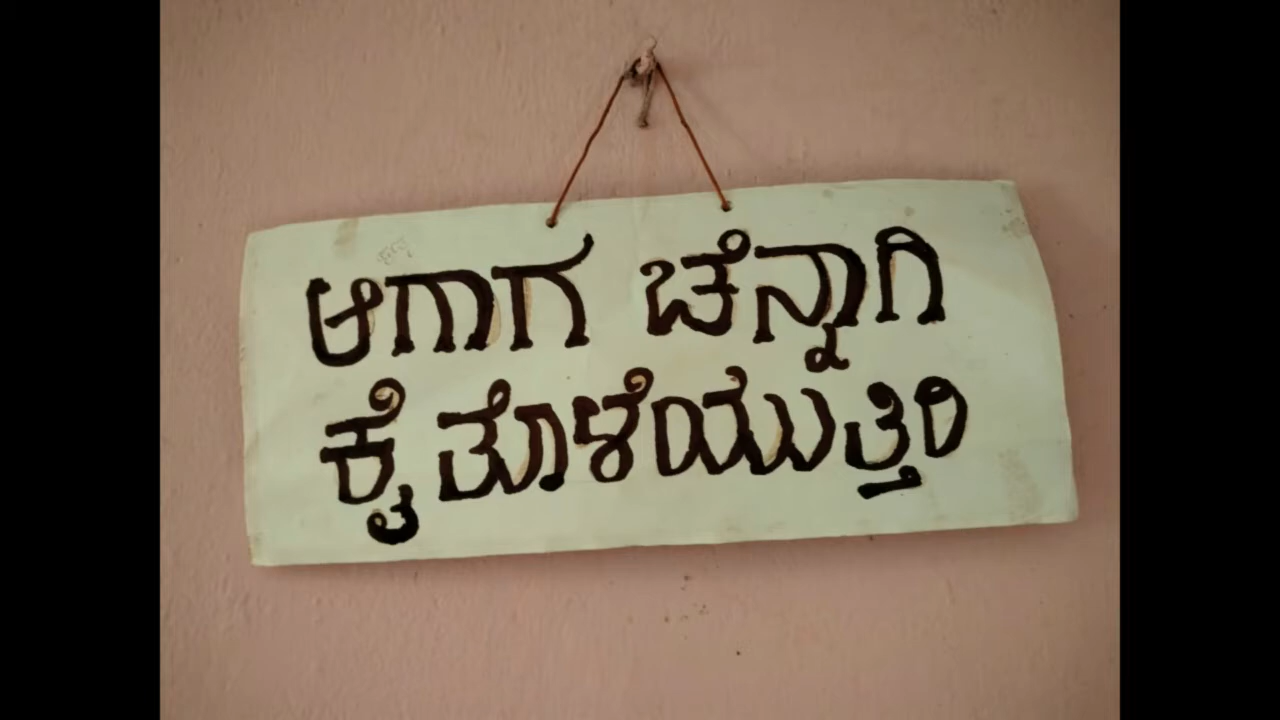 ಆಗಾಗ ಚೆನ್ನಾಗಿ
ಕೈ ತೊಳೆಯುತ್ತಿರಿ